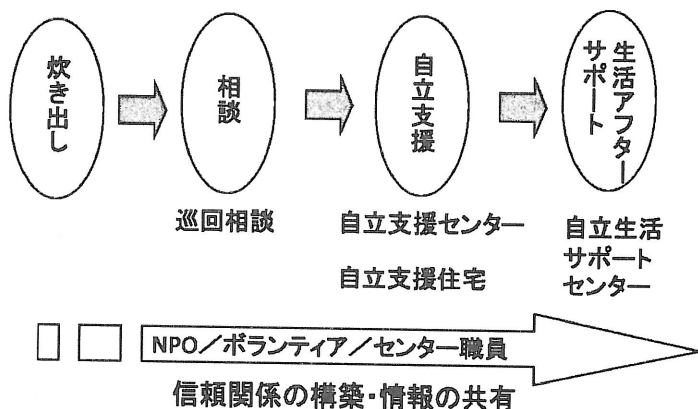 炊き出し
相談
自立支援
生活アフター
サポート
巡回相談
自立支援センター
自立支援住宅
自立生活
サポート
センター
NPO／ボランティア／センター職員
信頼関係の構築・情報の共有